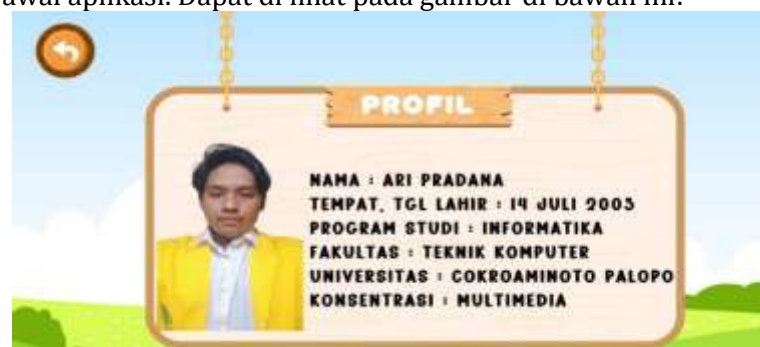 awal aplikasi. Dapat di lihat pada gambar di bawah ini.
PROFIL
NAMA : ARI PRADANA
TEMPAT, TGL LAHIR : 14 JULI 2003
PROGRAM STUDI : INFORMATIKA
FAKULTAS : TEKNIK KOMPUTER
UNIVERSITAS : COKROAMINOTO PALOPO
KONSENTRASI : MULTIMEDIA